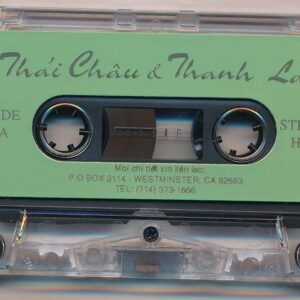 Thái Châu & Thanh La
DE
A
ST
H
Mọi chi tiết xin liên lạc:
P.O BOX 2114 - WESTMINSTER, CA 92683
TEL: (714) 373-1666